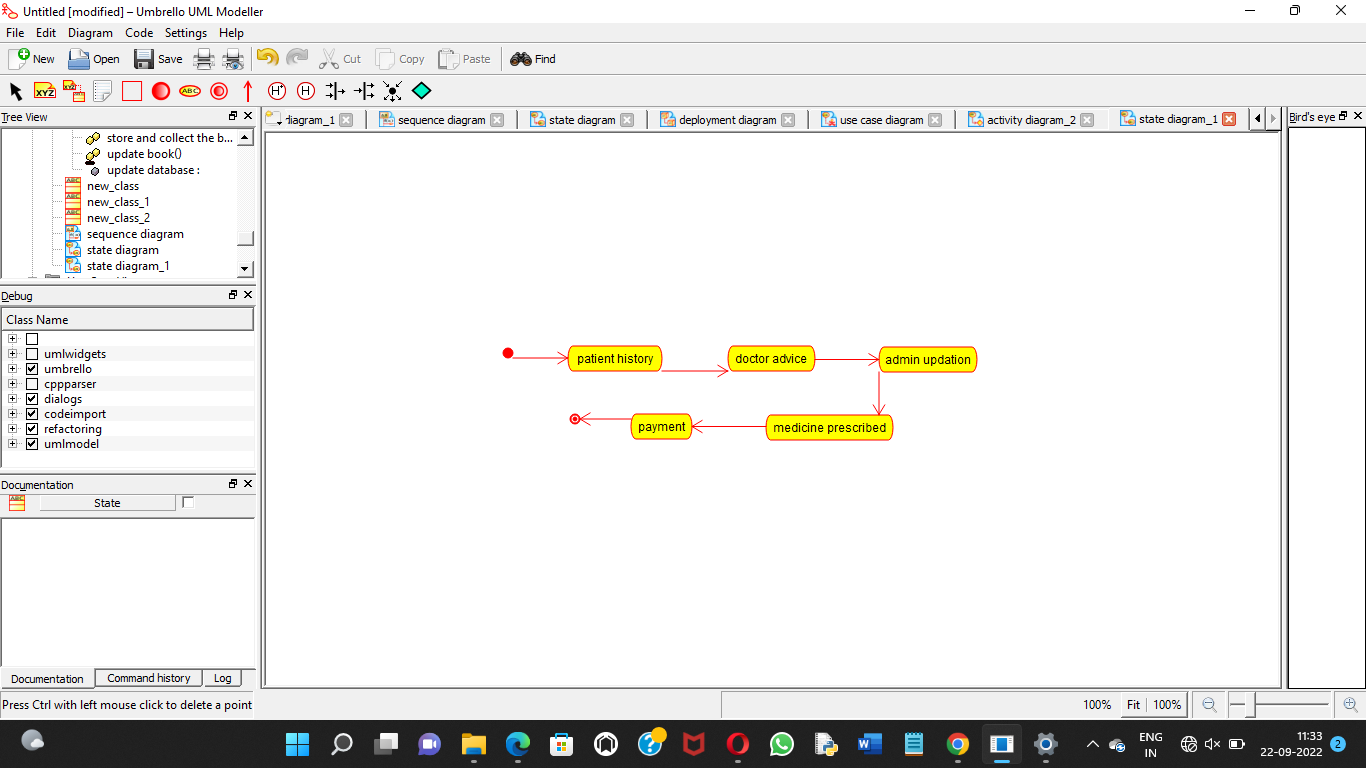 Untitled [modified] – Umbrello UML Modeller
File Edit Diagram Code Settings Help
New Open Save Cut Copy Paste Find
XYZ XYZ ABC H* H
Tree View
store and collect the b...
update book()
update database :
new_class
new_class_1
new_class_2
sequence diagram
state diagram
state diagram_1
diagram_1 sequence diagram state diagram deployment diagram use case diagram activity diagram_2 state diagram_1
Bird's eye
Debug
Class Name
umlwidgets
umbrello
cppparser
dialogs
codeimport
refactoring
umlmodel
Documentation
State
Documentation Command history Log
patient history doctor advice admin updation
payment medicine prescribed
Press Ctrl with left mouse click to delete a point
100% Fit 100%
ENG
IN
11:33
22-09-2022
2